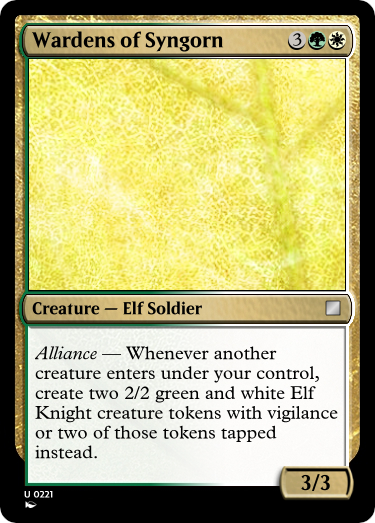 Wardens of Syngorn 3
Creature — Elf Soldier
Alliance — Whenever another
creature enters under your control,
create two 2/2 green and white Elf
Knight creature tokens with vigilance
or two of those tokens tapped
instead.
3/3
U 0221